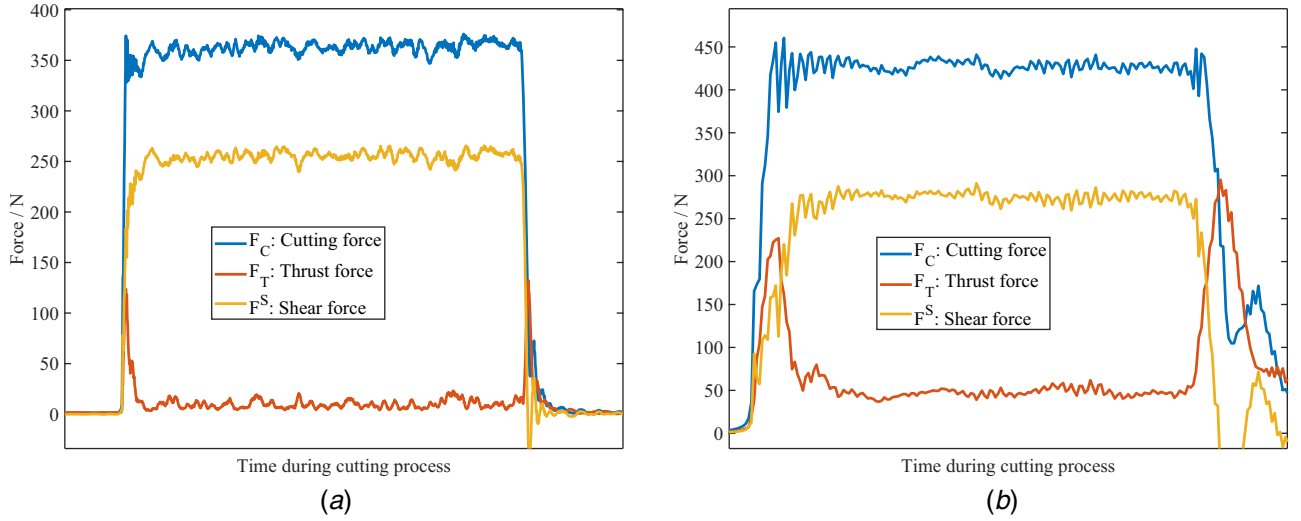 400
350
300
250
200
150
100
50
0
Force / N
F_C: Cutting force
F_T: Thrust force
F^S: Shear force
Time during cutting process
(a)
450
400
350
300
250
200
150
100
50
0
Force / N
F_C: Cutting force
F_T: Thrust force
F^S: Shear force
Time during cutting process
(b)